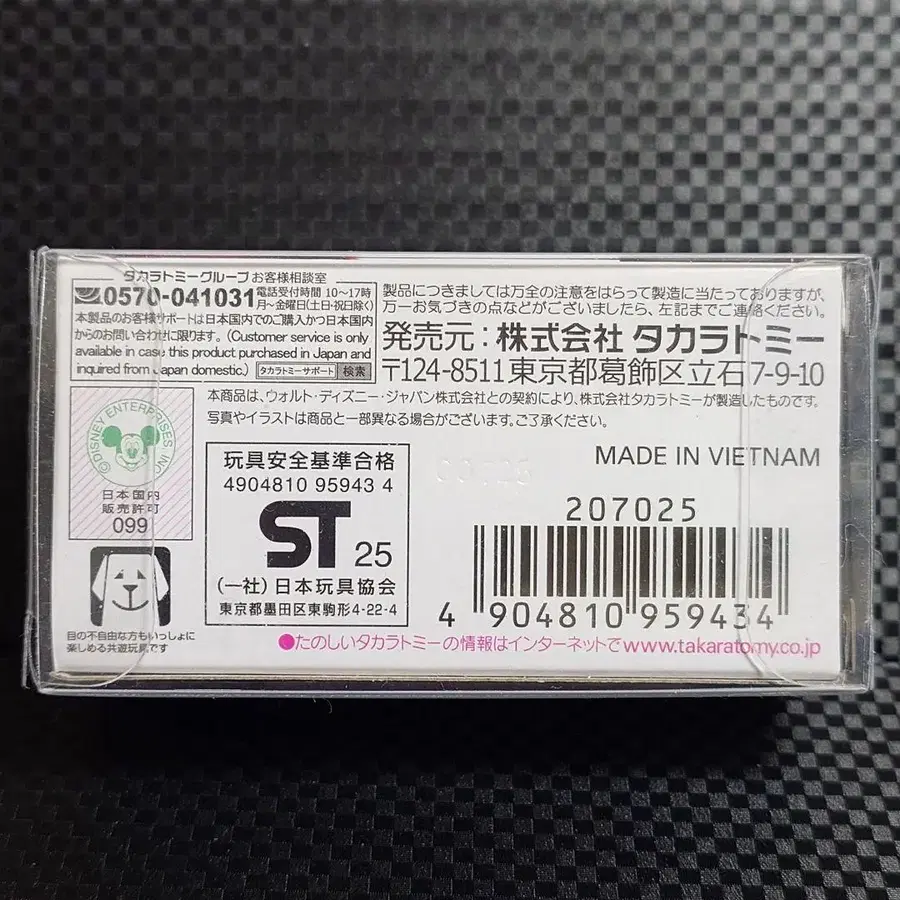 タカラトミーグループお客様相談室
0570-041031 電話受付時間 10〜17時
月〜金曜日(土日・祝日除く)
本製品のお客様サポートは日本国内でのご購入かつ日本国内
からのお問い合わせに限ります。(Customer service is only
available in case this product purchased in Japan and
inquired from Japan domestic.) タカラトミーサポート 検索
製品につきましては万全の注意をはらって製造に当たっておりますが、
万一お気づきの点などがございましたら、左記までご連絡ください。
発売元：株式会社 タカラトミー
〒124-8511 東京都葛飾区立石7-9-10
本商品は、ウォルト・ディズニー・ジャパン株式会社との契約により、株式会社タカラトミーが製造したものです。
写真やイラストは商品と一部異なる場合がございます。ご了承ください。
©DISNEY ENTERPRISES, INC.
日本国内
販売許可
099
目の不自由な方もいっしょに
楽しめる共遊玩具です
玩具安全基準合格
4904810 95943 4
ST 25
(一社)日本玩具協会
東京都墨田区東駒形4-22-4
MADE IN VIETNAM
207025
4 904810 959434
●たのしいタカラトミーの情報はインターネットでwww.takaratomy.co.jp